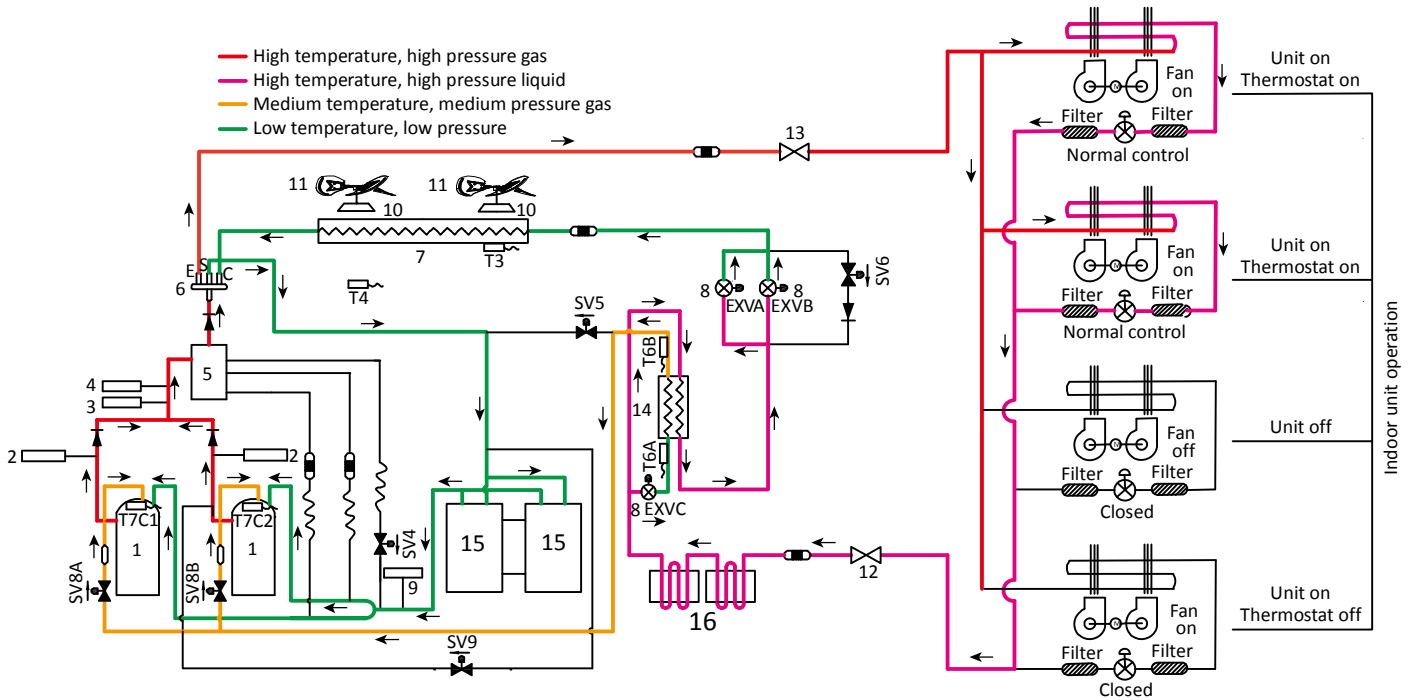 High temperature, high pressure gas
High temperature, high pressure liquid
Medium temperature, medium pressure gas
Low temperature, low pressure
13
11
11
10
10
7
T3
T4
E
S
C
6
5
4
3
2
2
T7C1
T7C2
1
1
SV8A
SV8B
SV4
9
SV9
15
15
SV5
T6B
14
T6A
8
EXVC
8
EXVA
8
EXVB
SV6
16
12
M
Fan
on
Filter
Filter
Normal control
Unit on
Thermostat on
M
Fan
on
Filter
Filter
Normal control
Unit on
Thermostat on
M
Fan
off
Filter
Filter
Closed
Unit off
M
Fan
on
Filter
Filter
Closed
Unit on
Thermostat off
Indoor unit operation